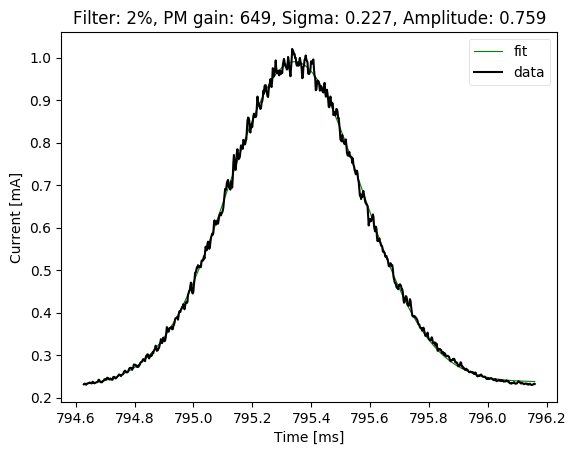 Filter: 2%, PM gain: 649, Sigma: 0.227, Amplitude: 0.759
fit
data
Current [mA]
1.0
0.9
0.8
0.7
0.6
0.5
0.4
0.3
0.2
794.6 794.8 795.0 795.2 795.4 795.6 795.8 796.0 796.2
Time [ms]